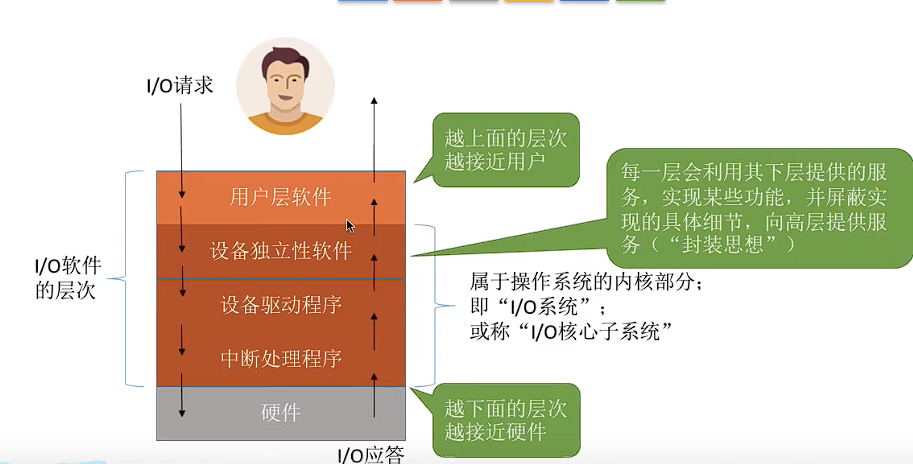 I/O请求
越上面的层次
越接近用户
每一层会利用其下层提供的服
务，实现某些功能，并屏蔽实
现的具体细节，向高层提供服
务（“封装思想”）
用户层软件
设备独立性软件
设备驱动程序
中断处理程序
硬件
I/O软件
的层次
属于操作系统的内核部分；
即“I/O系统”；
或称“I/O核心子系统”
越下面的层次
越接近硬件
I/O应答